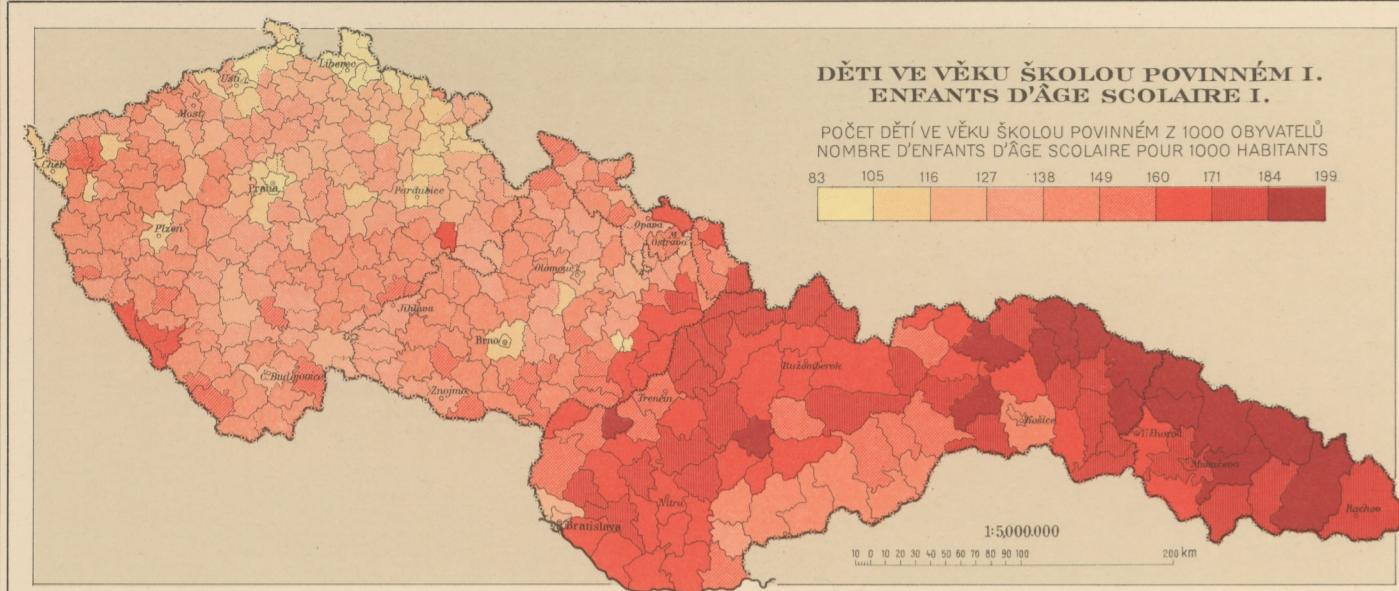 DĚTI VE VĚKU ŠKOLOU POVINNÉM I.
ENFANTS D'ÂGE SCOLAIRE I.
POČET DĚTÍ VE VĚKU ŠKOLOU POVINNÉM Z 1000 OBYVATELŮ
NOMBRE D'ENFANTS D'ÂGE SCOLAIRE POUR 1000 HABITANTS
83 105 116 127 138 149 160 171 184 199
Liberec
Ústí
Most
Cheb
Praha
Pardubice
Plzeň
Opava
M. Ostrava
Olomouc
Jihlava
Brno
Č. Budějovice
Znojmo
Ružomberok
Trenčín
Košice
Užhorod
Mukačevo
Nitra
Rachov
Bratislava
1:5,000.000
10 0 10 20 30 40 50 60 70 80 90 100 200 km